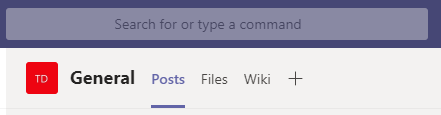 Search for or type a command
TD General Posts Files Wiki +